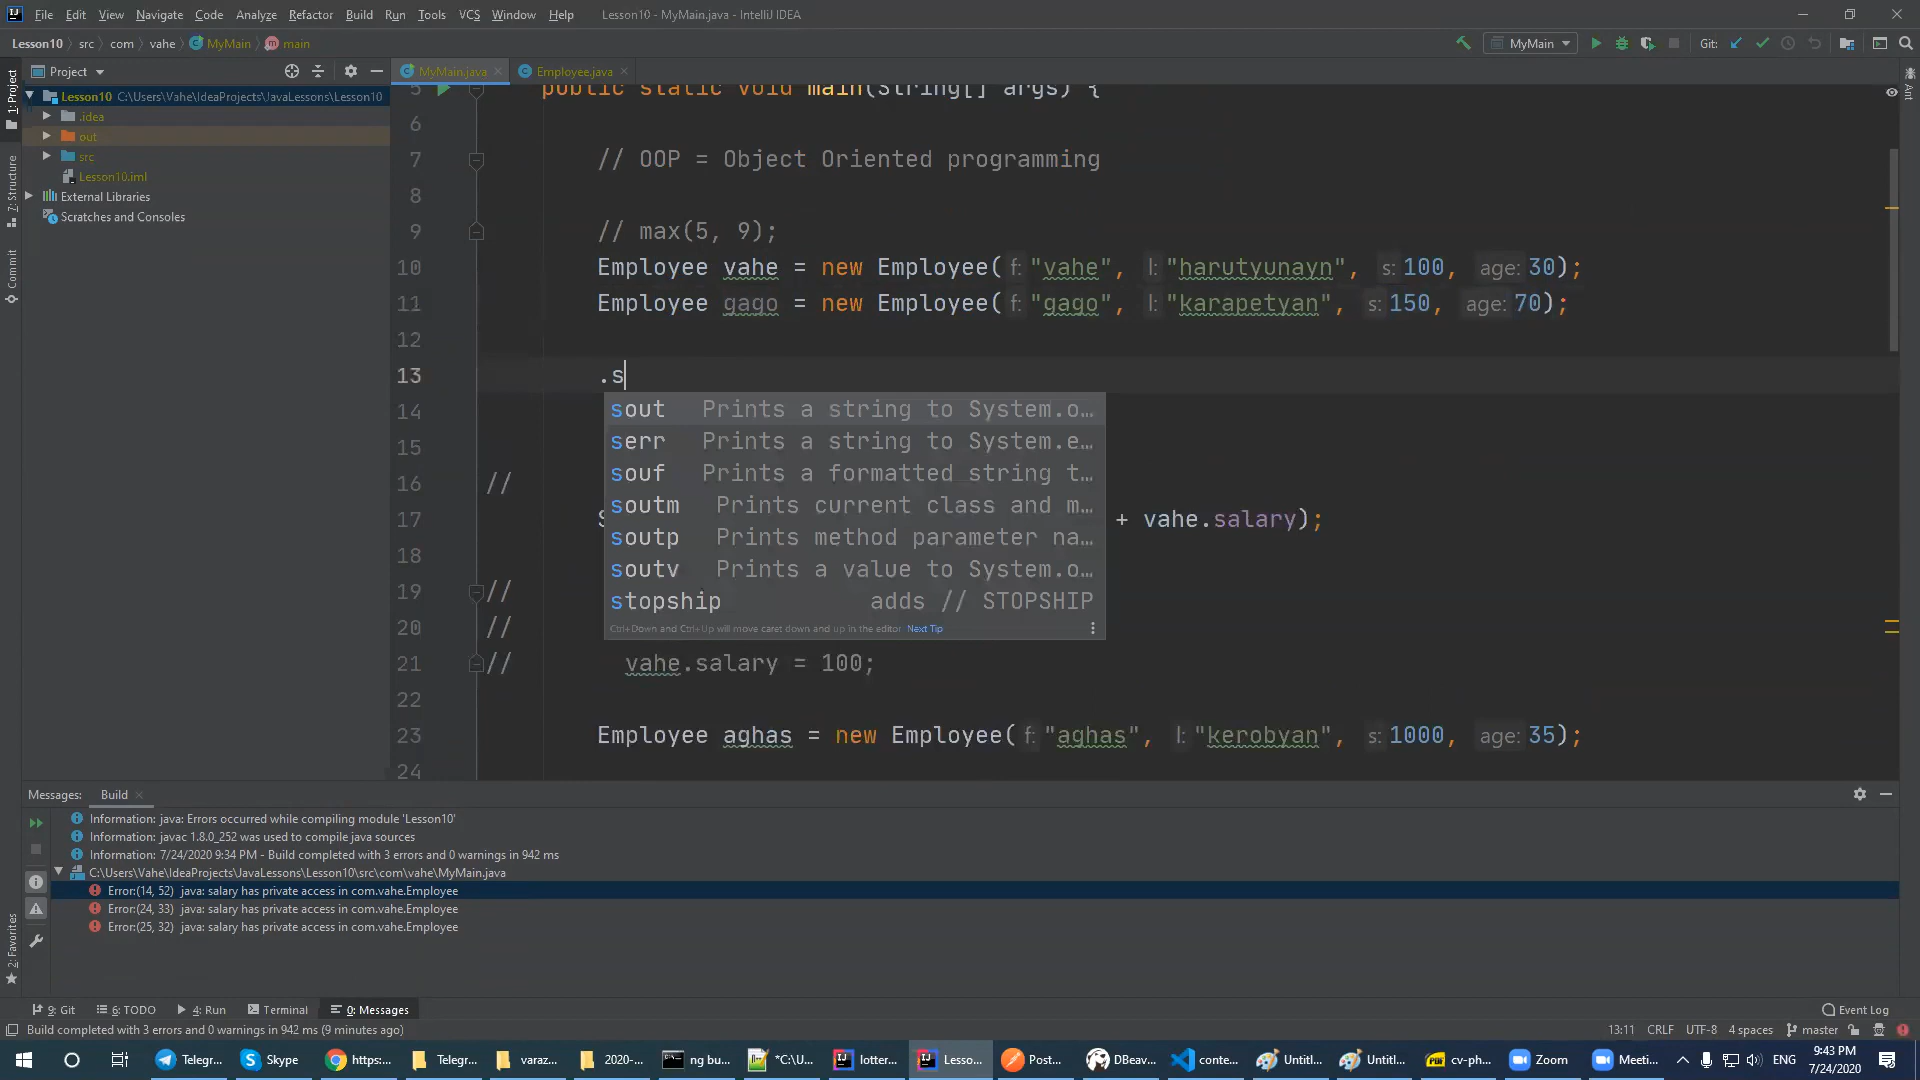 File Edit View Navigate Code Analyze Refactor Build Run Tools VCS Window Help Lesson10 - MyMain.java - IntelliJ IDEA
Lesson10 src com vahe MyMain main MyMain Git:
Project MyMain.java Employee.java
1: Project
7: Structure
Commit
2: Favorites
Ant
Lesson10 C:\Users\Vahe\IdeaProjects\JavaLessons\Lesson10
.idea
out
src
Lesson10.iml
External Libraries
Scratches and Consoles
5 public static void main(String[] args) {
6
7 // OOP = Object Oriented programming
8
9 // max(5, 9);
10 Employee vahe = new Employee( f: "vahe", l: "harutyunayn", s: 100, age: 30);
11 Employee gago = new Employee( f: "gago", l: "karapetyan", s: 150, age: 70);
12
13 .s
14
15
16 //
17 + vahe.salary);
18
19 //
20 //
21 // vahe.salary = 100;
22
23 Employee aghas = new Employee( f: "aghas", l: "kerobyan", s: 1000, age: 35);
24
sout Prints a string to System.o…
serr Prints a string to System.e…
souf Prints a formatted string t…
soutm Prints current class and m…
soutp Prints method parameter na…
soutv Prints a value to System.o…
stopship adds // STOPSHIP
Ctrl+Down and Ctrl+Up will move caret down and up in the editor Next Tip
Messages: Build
Information: java: Errors occurred while compiling module 'Lesson10'
Information: javac 1.8.0_252 was used to compile java sources
Information: 7/24/2020 9:34 PM - Build completed with 3 errors and 0 warnings in 942 ms
C:\Users\Vahe\IdeaProjects\JavaLessons\Lesson10\src\com\vahe\MyMain.java
Error:(14, 52) java: salary has private access in com.vahe.Employee
Error:(24, 33) java: salary has private access in com.vahe.Employee
Error:(25, 32) java: salary has private access in com.vahe.Employee
9: Git 6: TODO 4: Run Terminal 0: Messages Event Log
Build completed with 3 errors and 0 warnings in 942 ms (9 minutes ago) 13:11 CRLF UTF-8 4 spaces master
Telegr... Skype https:... Telegr... varaz... 2020-... ng bu... *C:\U... lotter... Lesso... Post... DBeav... conte... Untitl... Untitl... cv-ph... Zoom Meeti... ENG 9:43 PM
7/24/2020